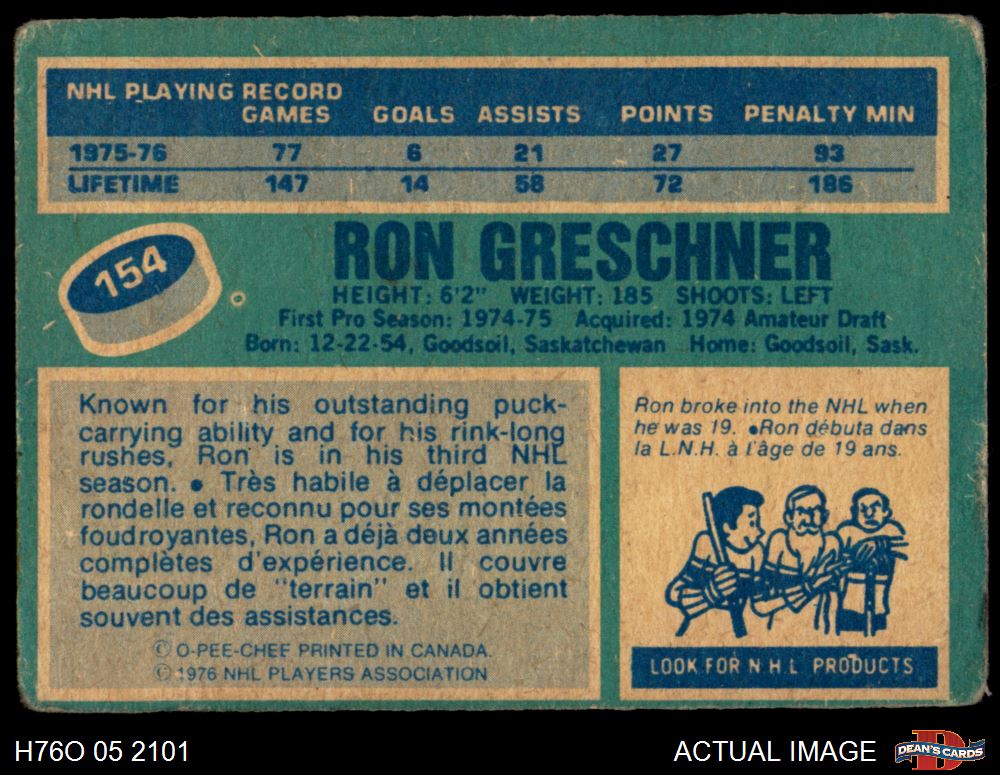 NHL PLAYING RECORD
GAMES GOALS ASSISTS POINTS PENALTY MIN
1975-76 77 6 21 27 93
LIFETIME 147 14 58 72 186
154
RON GRESCHNER
HEIGHT: 6'2" WEIGHT: 185 SHOOTS: LEFT
First Pro Season: 1974-75 Acquired: 1974 Amateur Draft
Born: 12-22-54, Goodsoil, Saskatchewan Home: Goodsoil, Sask.
Known for his outstanding puck-
carrying ability and for his rink-long
rushes, Ron is in his third NHL
season. ● Très habile à déplacer la
rondelle et reconnu pour ses montées
foudroyantes, Ron a déjà deux années
complètes d'expérience. Il couvre
beaucoup de "terrain" et il obtient
souvent des assistances.
© O-PEE-CHEE PRINTED IN CANADA.
© 1976 NHL PLAYERS ASSOCIATION
Ron broke into the NHL when
he was 19. ●Ron débuta dans
la L.N.H. à l'âge de 19 ans.
LOOK FOR N H L PRODUCTS
H76O 05 2101
ACTUAL IMAGE
D
DEAN'S CARDS